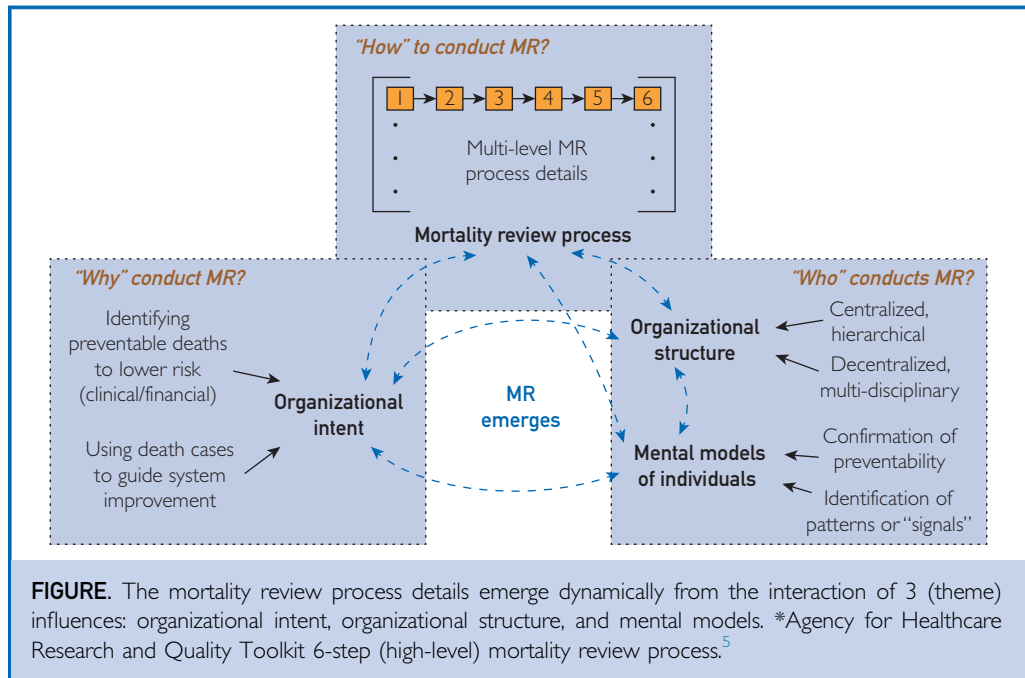 "How" to conduct MR?
1 2 3 4 5 6
Multi-level MR
process details
Mortality review process
"Why" conduct MR?
Identifying
preventable deaths
to lower risk
(clinical/financial)
Using death cases
to guide system
improvement
Organizational
intent
MR
emerges
"Who" conducts MR?
Organizational
structure
Centralized,
hierarchical
Decentralized,
multi-disciplinary
Mental models
of individuals
Confirmation of
preventability
Identification of
patterns or "signals"
FIGURE. The mortality review process details emerge dynamically from the interaction of 3 (theme)
influences: organizational intent, organizational structure, and mental models. *Agency for Healthcare
Research and Quality Toolkit 6-step (high-level) mortality review process.5